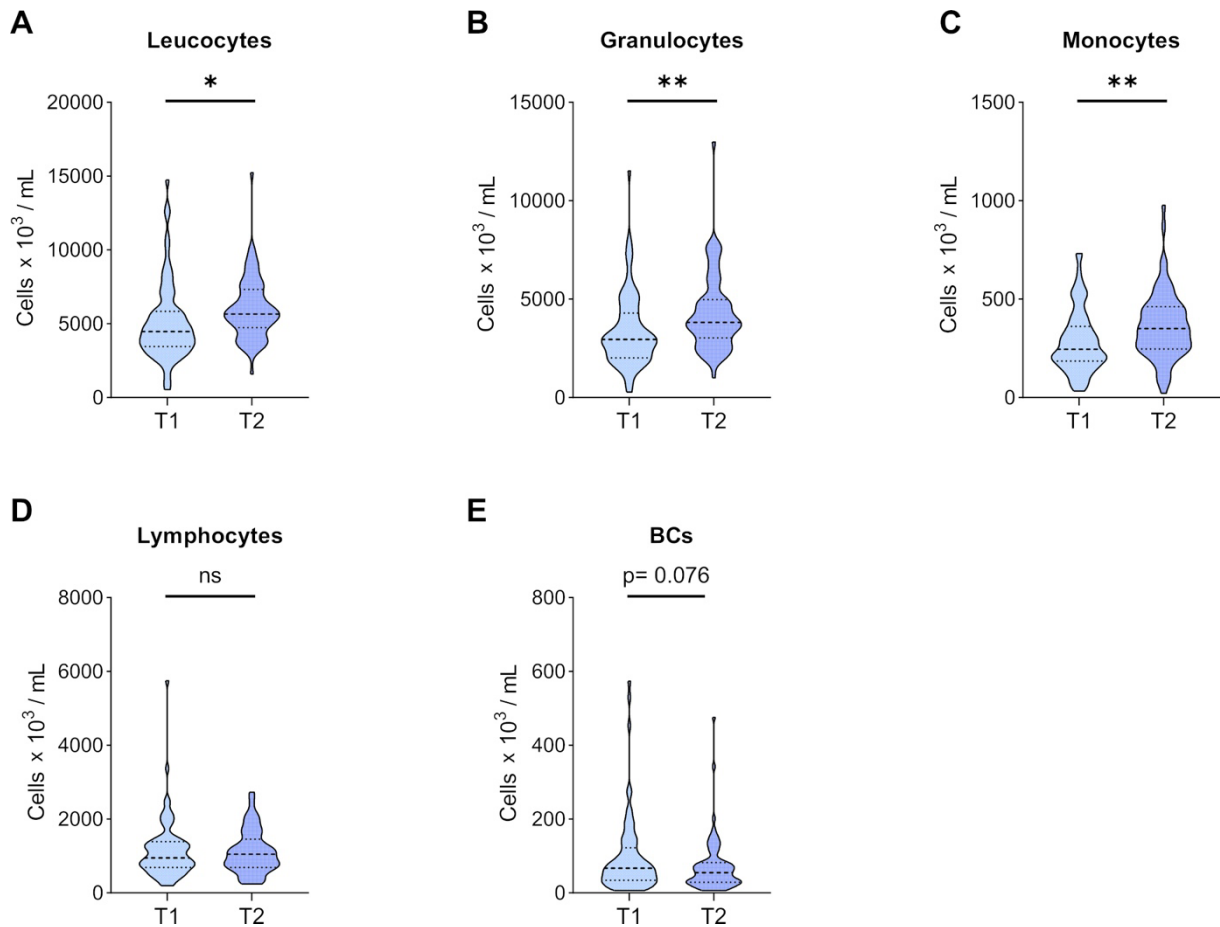 A
Leucocytes
*
20000
15000
10000
5000
0
Cells x 10³ / mL
T1 T2
B
Granulocytes
**
15000
10000
5000
0
Cells x 10³ / mL
T1 T2
C
Monocytes
**
1500
1000
500
0
Cells x 10³ / mL
T1 T2
D
Lymphocytes
ns
8000
6000
4000
2000
0
Cells x 10³ / mL
T1 T2
E
BCs
p= 0.076
800
600
400
200
0
Cells x 10³ / mL
T1 T2